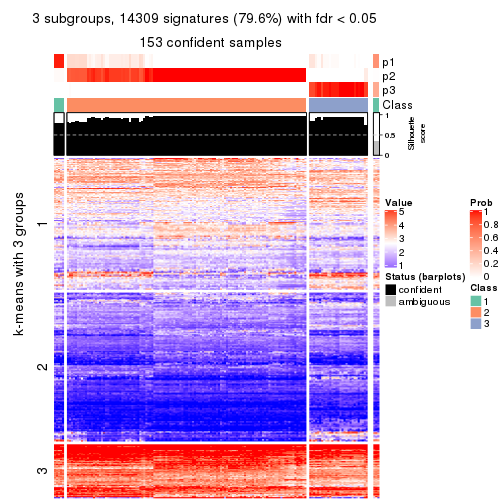 3 subgroups, 14309 signatures (79.6%) with fdr < 0.05
153 confident samples
p1
p2
p3
Class
1
0.5
0
Silhouette
score
k-means with 3 groups
1
2
3
Value
5
4
3
2
1
Status (barplots)
confident
ambiguous
Prob
1
0.8
0.6
0.4
0.2
0
Class
1
2
3